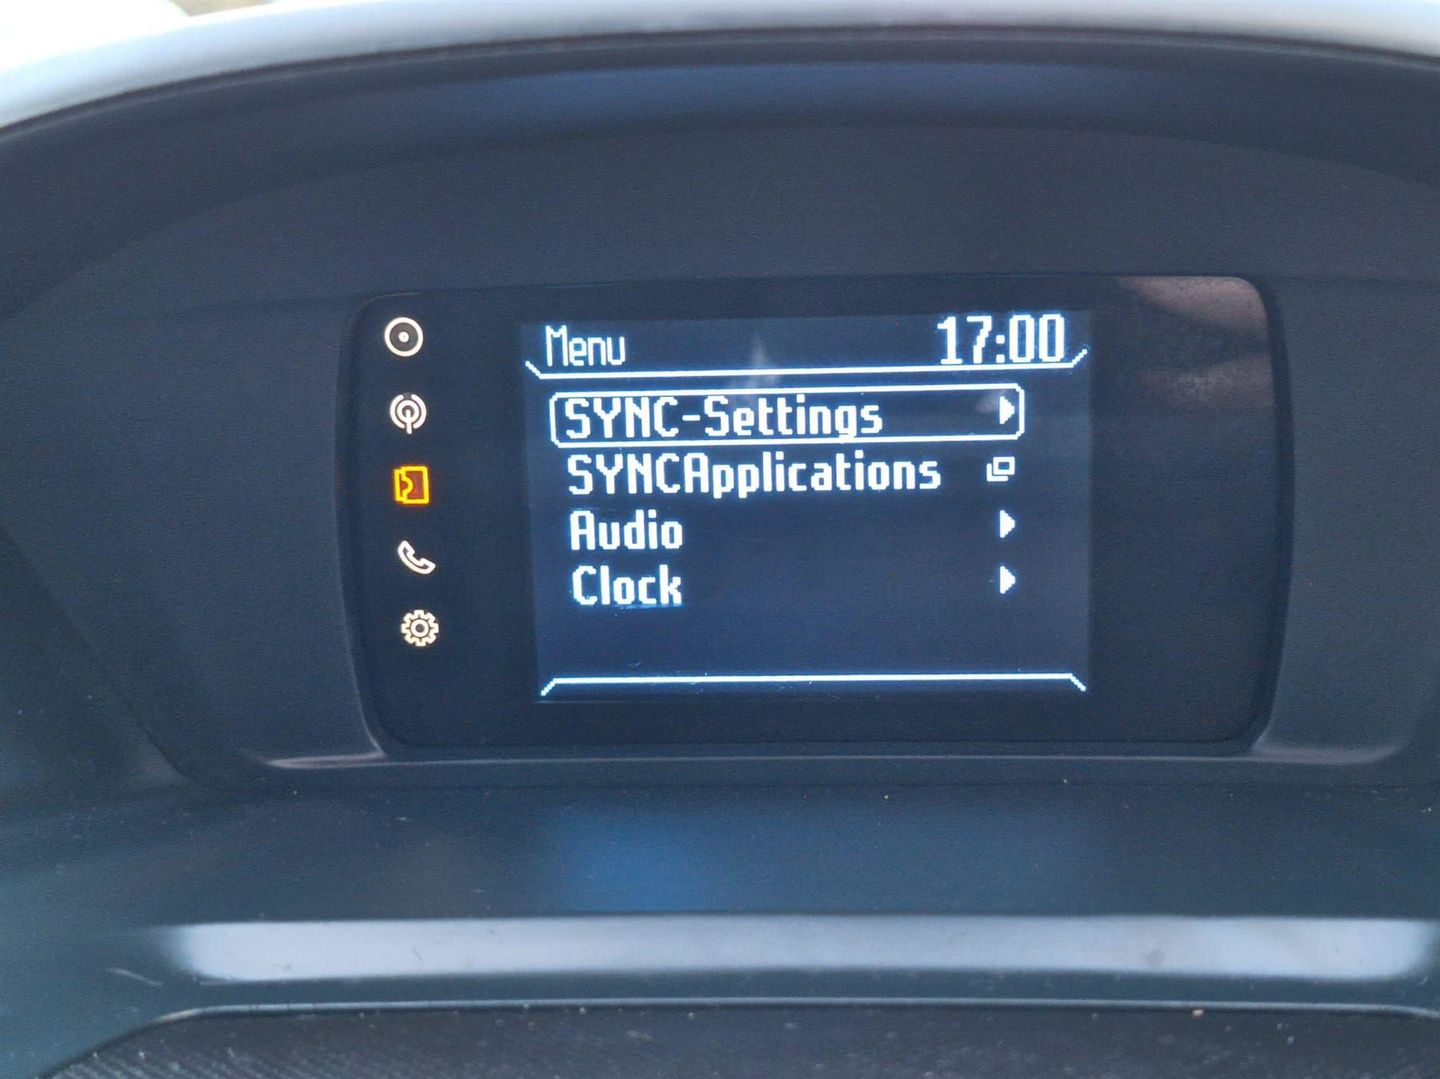 Menu 17:00
SYNC-Settings
SYNCApplications
Audio
Clock